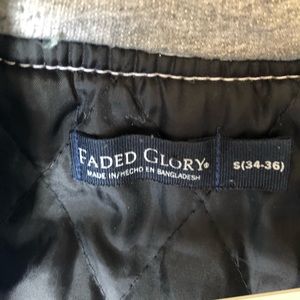 FADED GLORY®
MADE IN/HECHO EN BANGLADESH
S(34-36)